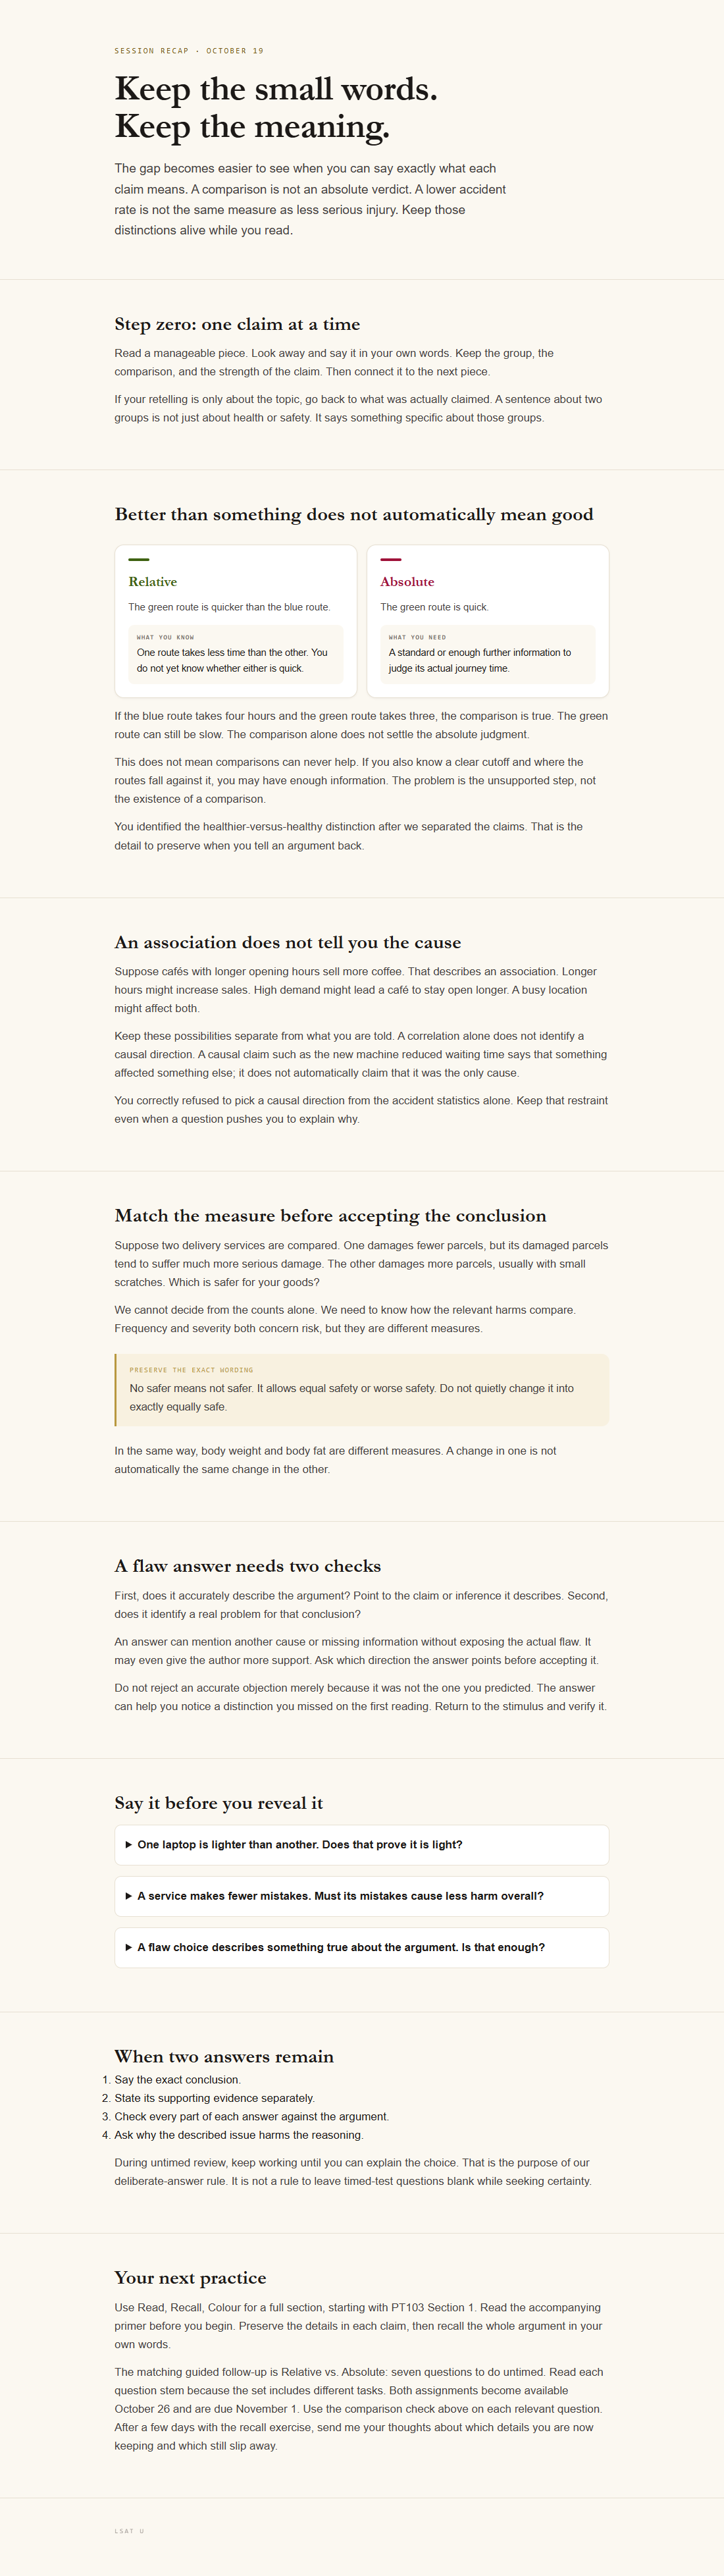 SESSION RECAP · OCTOBER 19
Keep the small words.
Keep the meaning.
The gap becomes easier to see when you can say exactly what each
claim means. A comparison is not an absolute verdict. A lower accident
rate is not the same measure as less serious injury. Keep those
distinctions alive while you read.
Step zero: one claim at a time
Read a manageable piece. Look away and say it in your own words. Keep the group, the
comparison, and the strength of the claim. Then connect it to the next piece.
If your retelling is only about the topic, go back to what was actually claimed. A sentence about two
groups is not just about health or safety. It says something specific about those groups.
Better than something does not automatically mean good
Relative
The green route is quicker than the blue route.
WHAT YOU KNOW
One route takes less time than the other. You
do not yet know whether either is quick.
Absolute
The green route is quick.
WHAT YOU NEED
A standard or enough further information to
judge its actual journey time.
If the blue route takes four hours and the green route takes three, the comparison is true. The green
route can still be slow. The comparison alone does not settle the absolute judgment.
This does not mean comparisons can never help. If you also know a clear cutoff and where the
routes fall against it, you may have enough information. The problem is the unsupported step, not
the existence of a comparison.
You identified the healthier-versus-healthy distinction after we separated the claims. That is the
detail to preserve when you tell an argument back.
An association does not tell you the cause
Suppose cafés with longer opening hours sell more coffee. That describes an association. Longer
hours might increase sales. High demand might lead a café to stay open longer. A busy location
might affect both.
Keep these possibilities separate from what you are told. A correlation alone does not identify a
causal direction. A causal claim such as the new machine reduced waiting time says that something
affected something else; it does not automatically claim that it was the only cause.
You correctly refused to pick a causal direction from the accident statistics alone. Keep that restraint
even when a question pushes you to explain why.
Match the measure before accepting the conclusion
Suppose two delivery services are compared. One damages fewer parcels, but its damaged parcels
tend to suffer much more serious damage. The other damages more parcels, usually with small
scratches. Which is safer for your goods?
We cannot decide from the counts alone. We need to know how the relevant harms compare.
Frequency and severity both concern risk, but they are different measures.
PRESERVE THE EXACT WORDING
No safer means not safer. It allows equal safety or worse safety. Do not quietly change it into
exactly equally safe.
In the same way, body weight and body fat are different measures. A change in one is not
automatically the same change in the other.
A flaw answer needs two checks
First, does it accurately describe the argument? Point to the claim or inference it describes. Second,
does it identify a real problem for that conclusion?
An answer can mention another cause or missing information without exposing the actual flaw. It
may even give the author more support. Ask which direction the answer points before accepting it.
Do not reject an accurate objection merely because it was not the one you predicted. The answer
can help you notice a distinction you missed on the first reading. Return to the stimulus and verify it.
Say it before you reveal it
One laptop is lighter than another. Does that prove it is light?
A service makes fewer mistakes. Must its mistakes cause less harm overall?
A flaw choice describes something true about the argument. Is that enough?
When two answers remain
1. Say the exact conclusion.
2. State its supporting evidence separately.
3. Check every part of each answer against the argument.
4. Ask why the described issue harms the reasoning.
During untimed review, keep working until you can explain the choice. That is the purpose of our
deliberate-answer rule. It is not a rule to leave timed-test questions blank while seeking certainty.
Your next practice
Use Read, Recall, Colour for a full section, starting with PT103 Section 1. Read the accompanying
primer before you begin. Preserve the details in each claim, then recall the whole argument in your
own words.
The matching guided follow-up is Relative vs. Absolute: seven questions to do untimed. Read each
question stem because the set includes different tasks. Both assignments become available
October 26 and are due November 1. Use the comparison check above on each relevant question.
After a few days with the recall exercise, send me your thoughts about which details you are now
keeping and which still slip away.
LSAT U